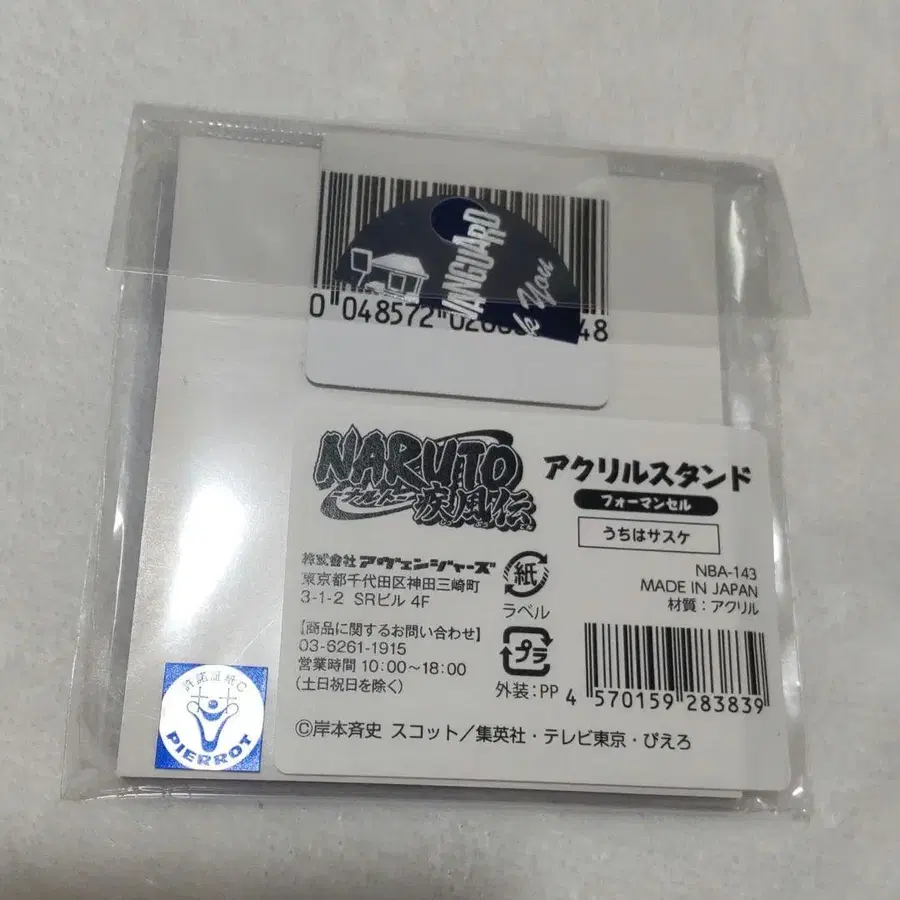 VANGUARD
You
0 048572 48
NARUTO
ナルト
疾風伝
アクリルスタンド
フォーマンセル
うちはサスケ
株式会社アヴェンジャーズ
東京都千代田区神田三崎町
3-1-2 SRビル 4F
【商品に関するお問い合わせ】
03-6261-1915
営業時間 10:00〜18:00
(土日祝日を除く)
紙
ラベル
プラ
外装:PP
NBA-143
MADE IN JAPAN
材質:アクリル
4 570159 283839
©岸本斉史 スコット/集英社・テレビ東京・ぴえろ
許諾証紙C
PIERROT